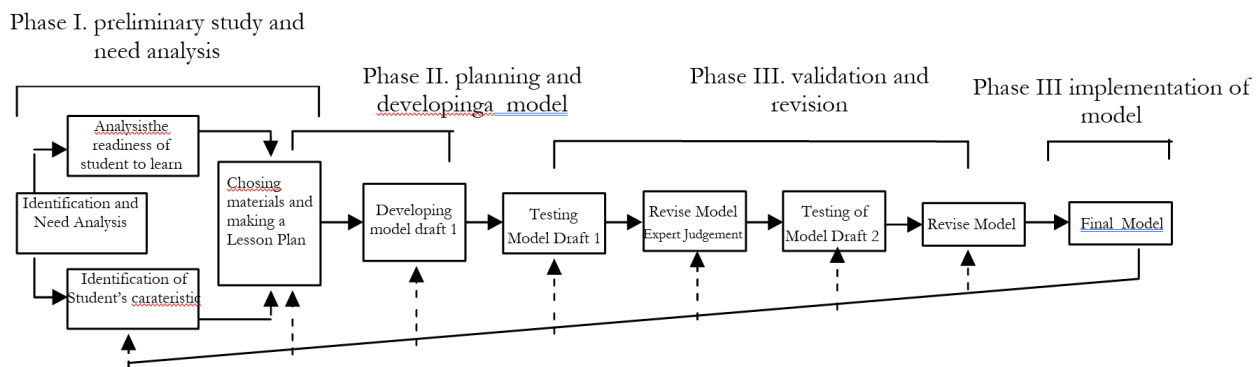 Phase I. preliminary study and
need analysis
Phase II. planning and
developinga model
Phase III. validation and
revision
Phase III implementation of
model
Analysisthe
readiness of
student to learn
Identification and
Need Analysis
Identification of
Student's carateristic
Chosing
materials and
making a
Lesson Plan
Developing
model draft 1
Testing
Model Draft 1
Revise Model
Expert Judgement
Testing of
Model Draft 2
Revise Model
Final Model